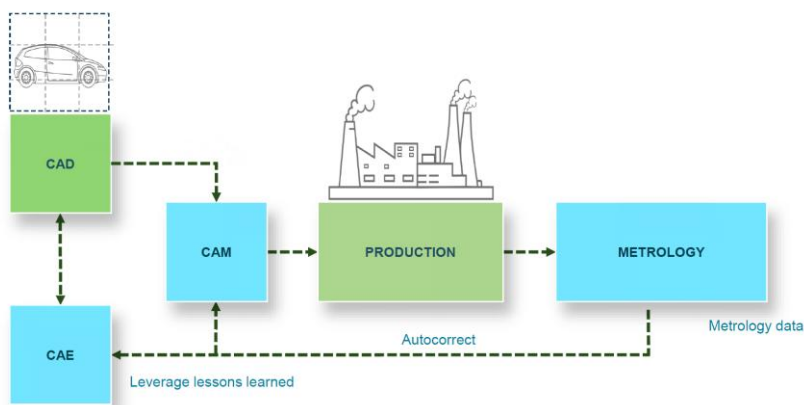 CAD
CAM
PRODUCTION
METROLOGY
Metrology data
Autocorrect
CAE
Leverage lessons learned